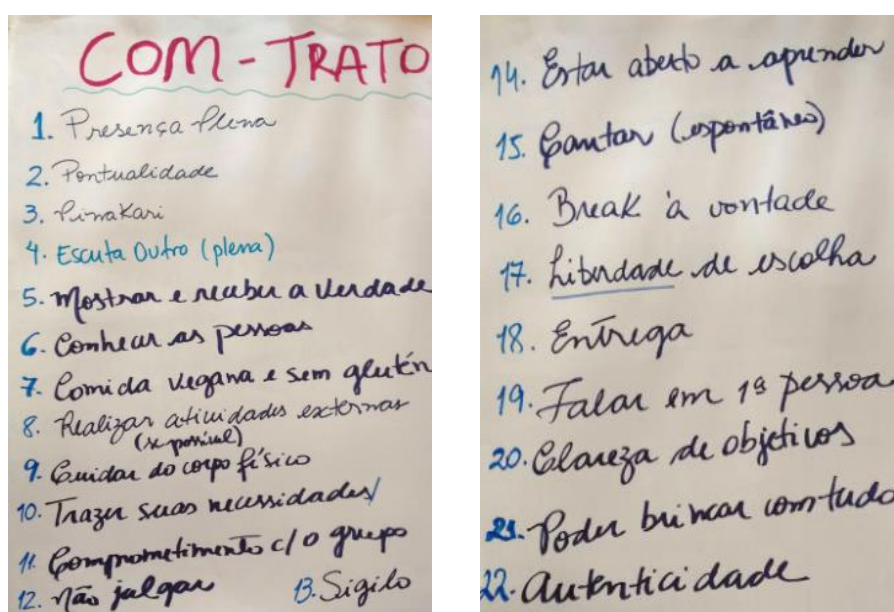 COM-TRATO
1. Presença Plena
2. Pontualidade
3. Pinakari
4. Escuta Outro (plena)
5. Mostrar e receber a verdade
6. Conhecer as pessoas
7. Comida vegana e sem glutén
8. Realizar atividades externas
(se possível)
9. Cuidar do corpo físico
10. Trazer suas necessidades/
11. Comprometimento c/ o grupo
12. não julgar 13. Sigilo
14. Estar aberto a aprender
15. Cantar (espontâneo)
16. Break à vontade
17. Liberdade de escolha
18. Entrega
19. Falar em 1ª pessoa
20. Clareza de objetivos
21. Poder brincar com tudo
22. Autenticidade